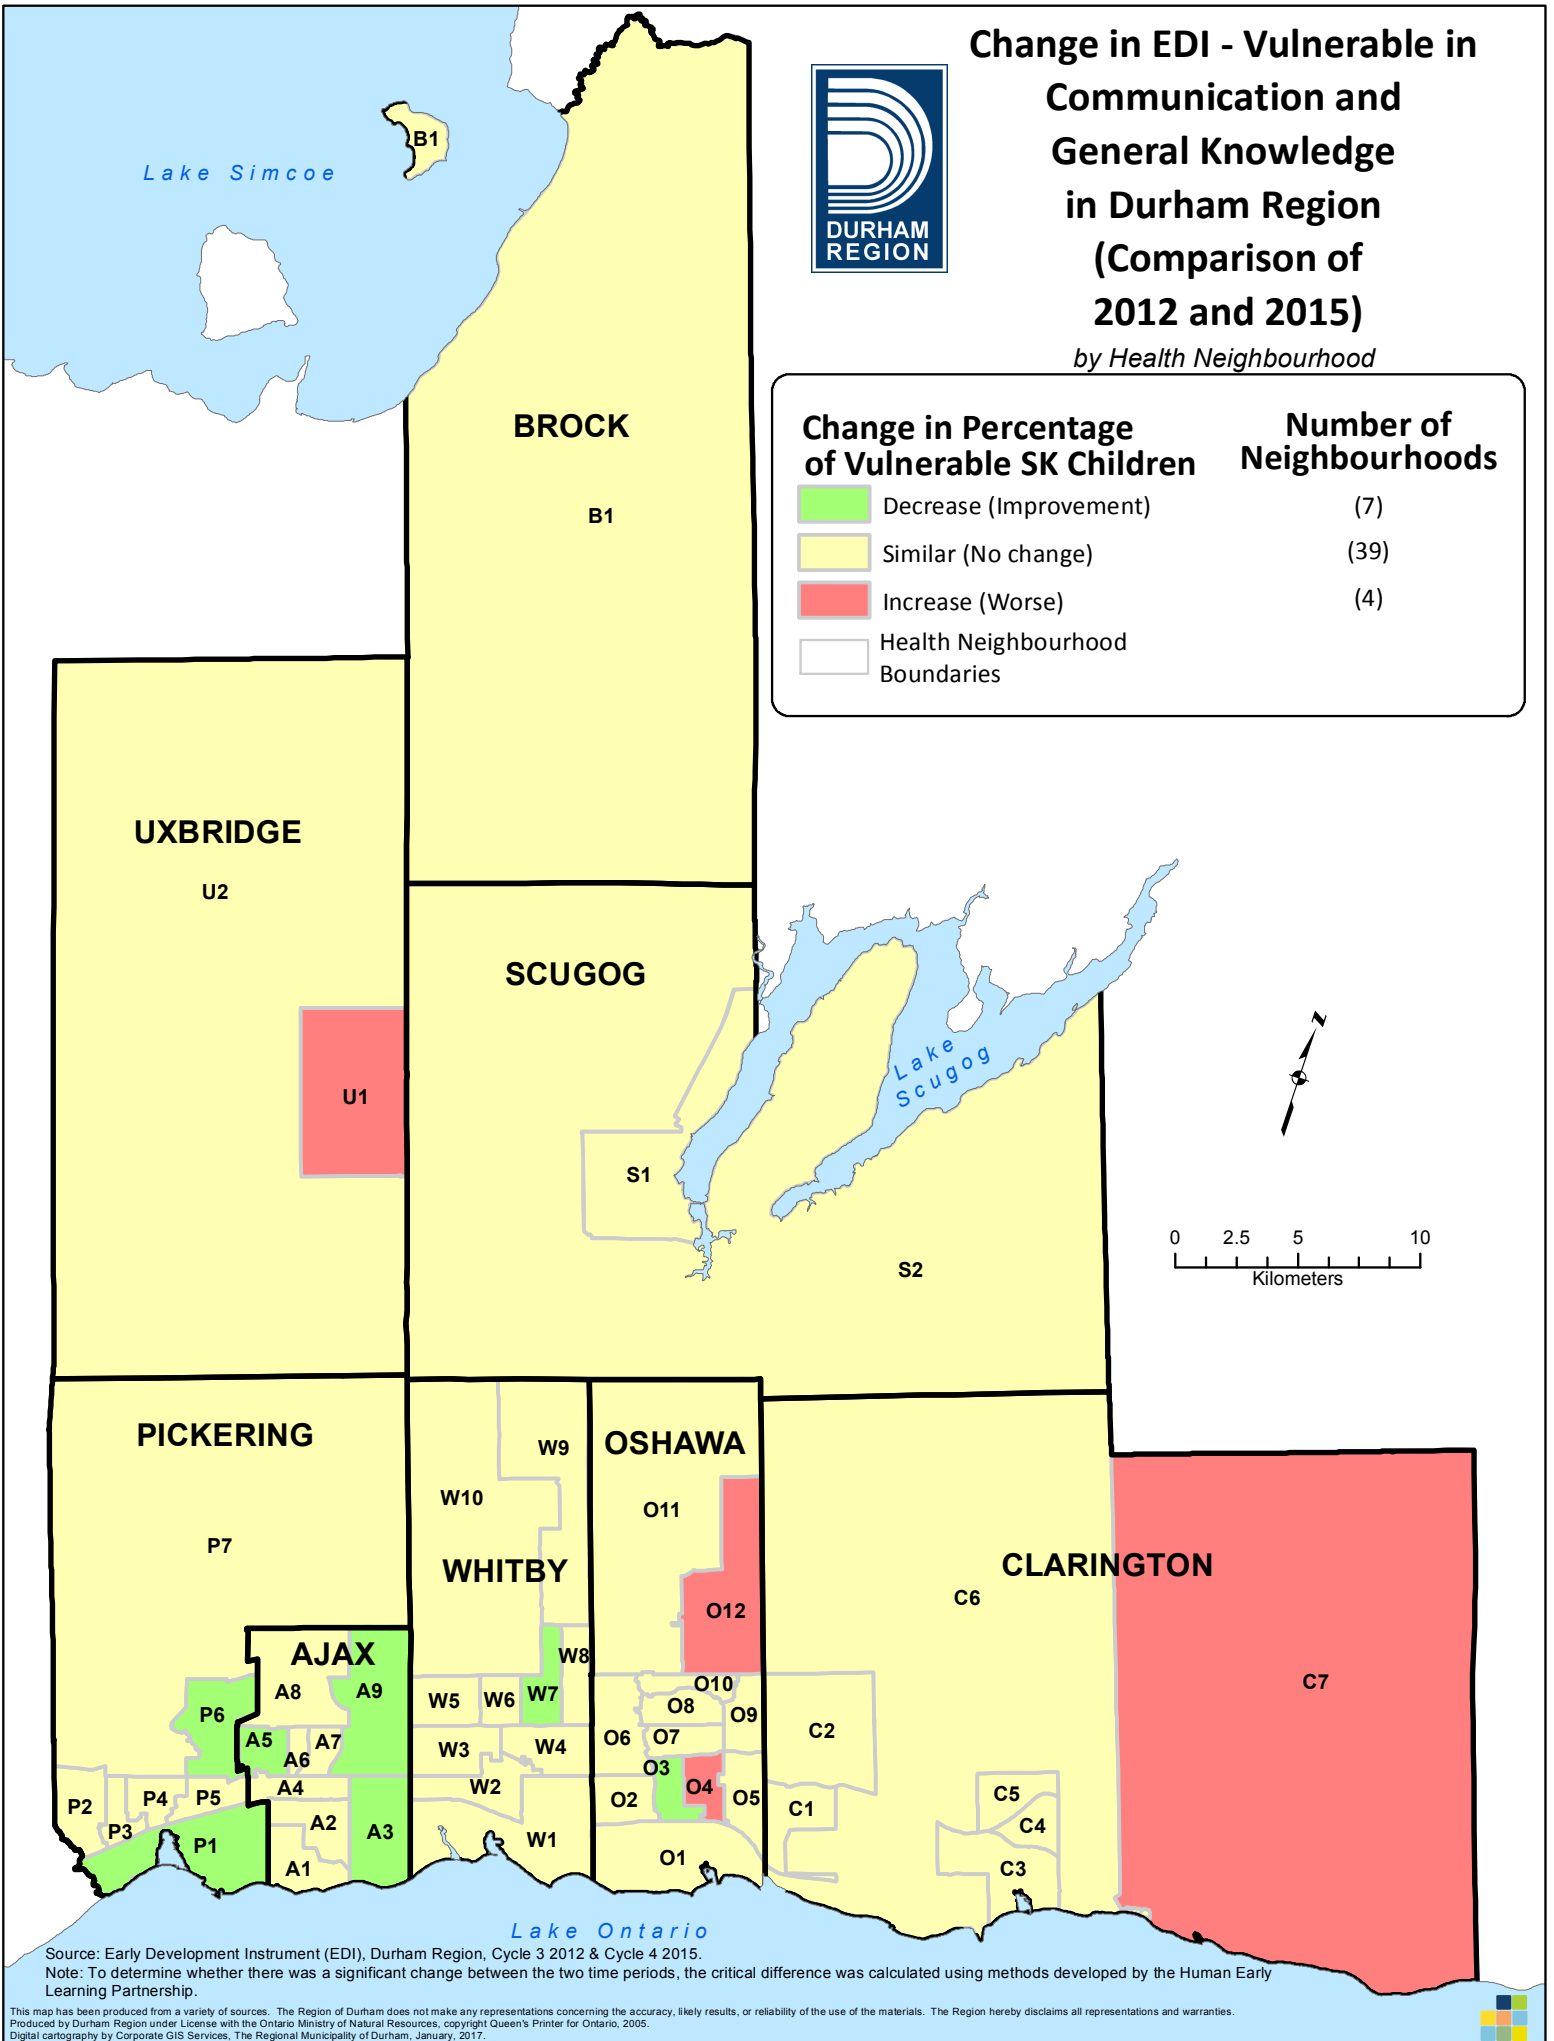 Change in EDI - Vulnerable in
Communication and
General Knowledge
in Durham Region
(Comparison of
2012 and 2015)
by Health Neighbourhood
DURHAM
REGION
Change in Percentage
of Vulnerable SK Children
Number of
Neighbourhoods
Decrease (Improvement)
(7)
Similar (No change)
(39)
Increase (Worse)
(4)
Health Neighbourhood
Boundaries
B1
Lake Simcoe
BROCK
B1
UXBRIDGE
U2
SCUGOG
Lake
Scugog
U1
S1
S2
0 2.5 5 10
Kilometers
N
PICKERING
P7
W9
OSHAWA
W10
O11
WHITBY
CLARINGTON
C6
O12
AJAX
W8
A8
A9
P6
W5
W6
W7
O10
O8
O9
C7
A5
A6
A7
W3
W4
O6
O7
C2
O3
P2
P4
P5
A4
W2
O2
O4
O5
C1
C5
P3
A2
A3
C4
P1
A1
W1
O1
C3
Lake Ontario
Source: Early Development Instrument (EDI), Durham Region, Cycle 3 2012 & Cycle 4 2015.
Note: To determine whether there was a significant change between the two time periods, the critical difference was calculated using methods developed by the Human Early
Learning Partnership.
This map has been produced from a variety of sources. The Region of Durham does not make any representations concerning the accuracy, likely results, or reliability of the use of the materials. The Region hereby disclaims all representations and warranties.
Produced by Durham Region under License with the Ontario Ministry of Natural Resources, copyright Queen's Printer for Ontario, 2005.
Digital cartography by Corporate GIS Services, The Regional Municipality of Durham, January, 2017.